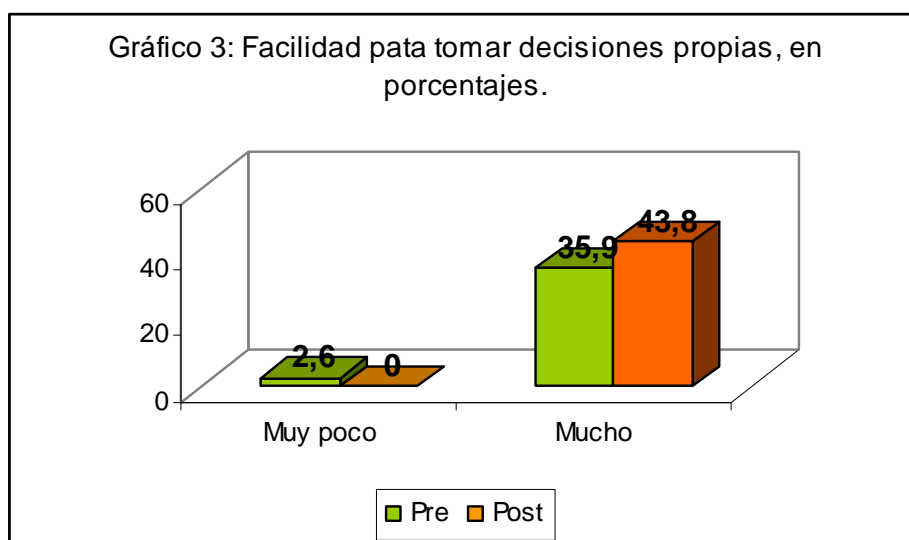 Gráfico 3: Facilidad pata tomar decisiones propias, en
porcentajes.
60
40
20
0
2,6
0
35,9
43,8
Muy poco
Mucho
Pre
Post